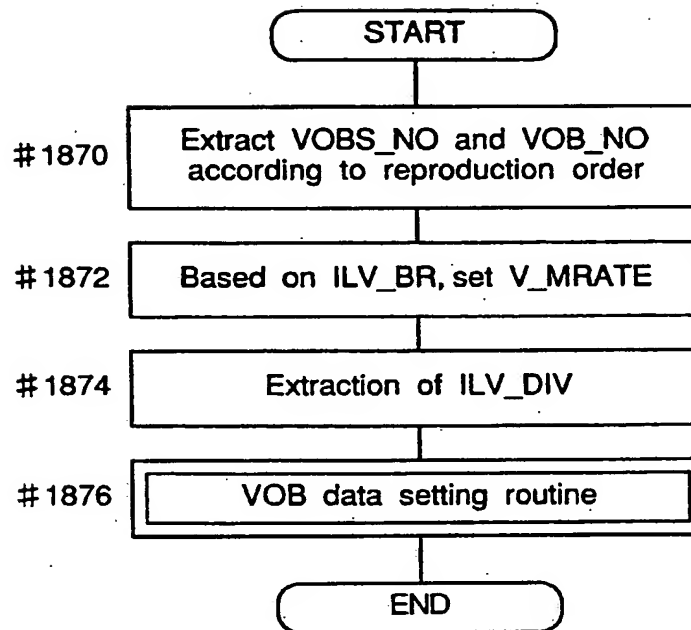 START
#1870
Extract VOBS_NO and VOB_NO
according to reproduction order
#1872
Based on ILV_BR, set V_MRATE
#1874
Extraction of ILV_DIV
#1876
VOB data setting routine
END